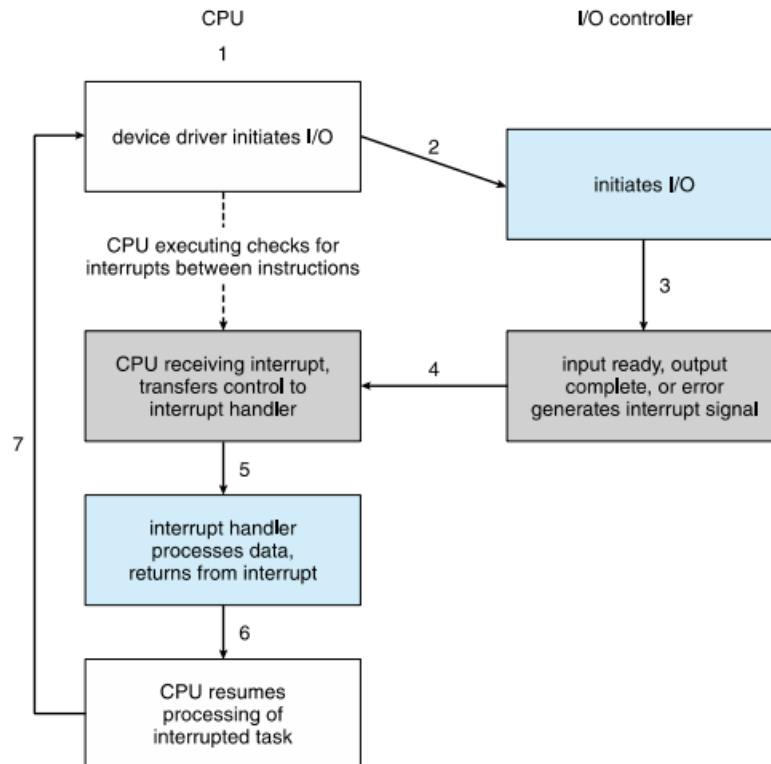 CPU
I/O controller
1
device driver initiates I/O
2
initiates I/O
CPU executing checks for
interrupts between instructions
3
CPU receiving interrupt,
transfers control to
interrupt handler
4
input ready, output
complete, or error
generates interrupt signal
7
5
interrupt handler
processes data,
returns from interrupt
6
CPU resumes
processing of
interrupted task